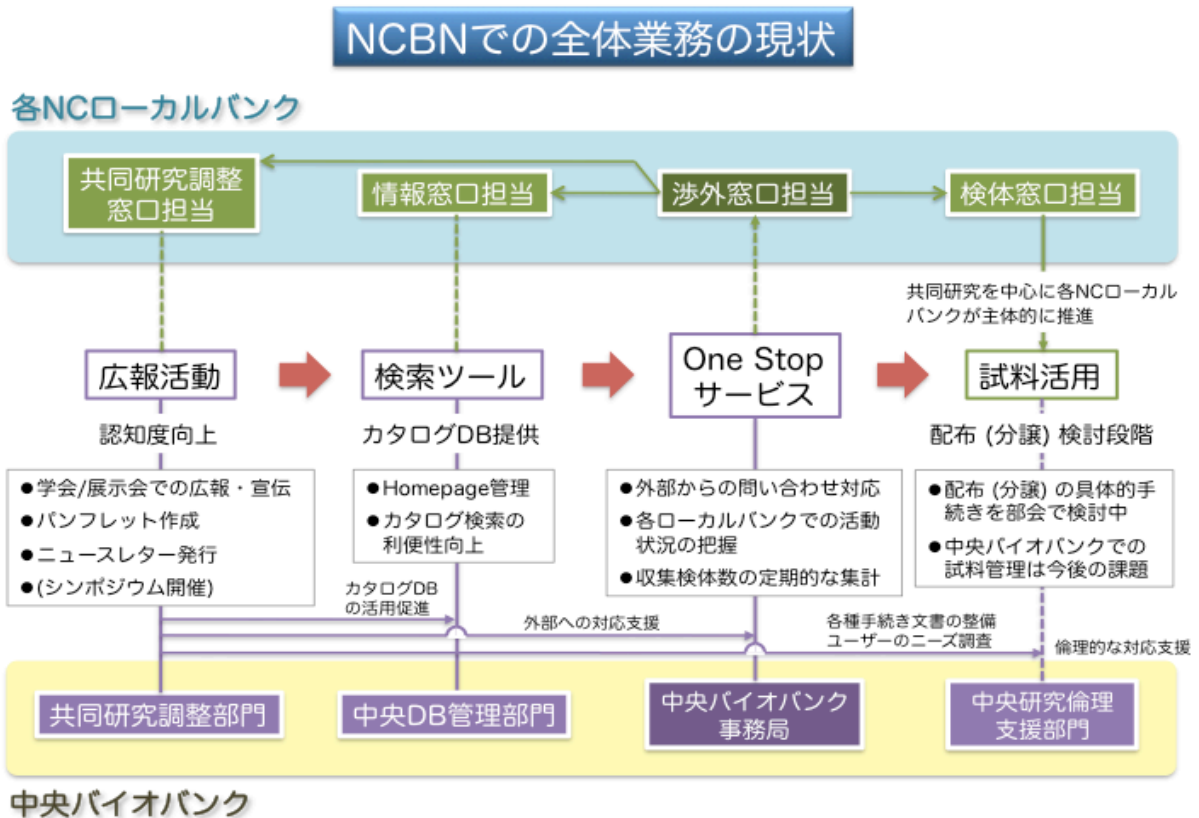 NCBNでの全体業務の現状
各NCローカルバンク
共同研究調整
窓口担当
情報窓口担当
渉外窓口担当
検体窓口担当
共同研究を中心に各NCローカル
バンクが主体的に推進
広報活動
検索ツール
One Stop
サービス
試料活用
認知度向上
カタログDB提供
配布 (分譲) 検討段階
●学会/展示会での広報・宣伝
●パンフレット作成
●ニュースレター発行
●(シンポジウム開催)
●Homepage管理
●カタログ検索の
利便性向上
●外部からの問い合わせ対応
●各ローカルバンクでの活動
状況の把握
●収集検体数の定期的な集計
●配布 (分譲) の具体的手
続きを部会で検討中
●中央バイオバンクでの
試料管理は今後の課題
カタログDB
の活用促進
外部への対応支援
各種手続き文書の整備
ユーザーのニーズ調査
倫理的な対応支援
共同研究調整部門
中央DB管理部門
中央バイオバンク
事務局
中央研究倫理
支援部門
中央バイオバンク